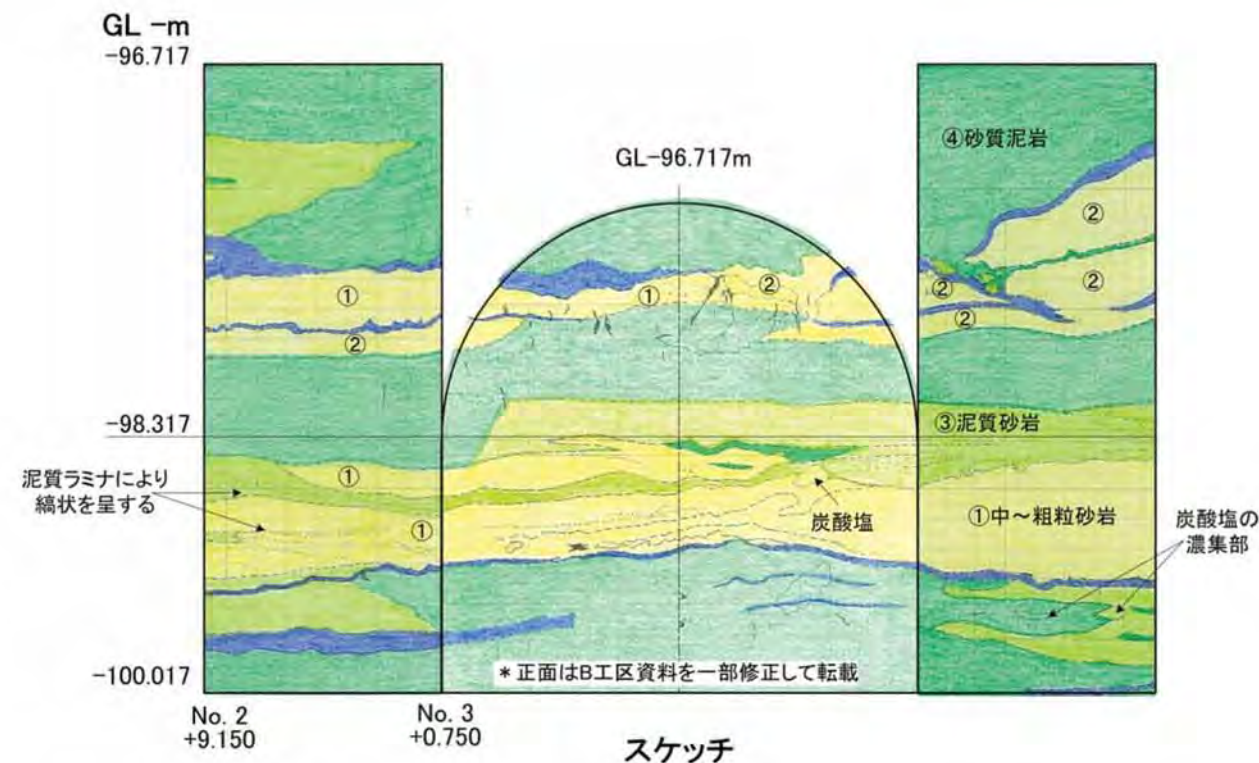 GL -m
-96.717
GL-96.717m
④砂質泥岩
②
②
①
①
②
②
②
②
-98.317
③泥質砂岩
泥質ラミナにより
縞状を呈する
①
①
炭酸塩
①中～粗粒砂岩
炭酸塩の
濃集部
-100.017
＊正面はB工区資料を一部修正して転載
No. 2
+9.150
No. 3
+0.750
スケッチ